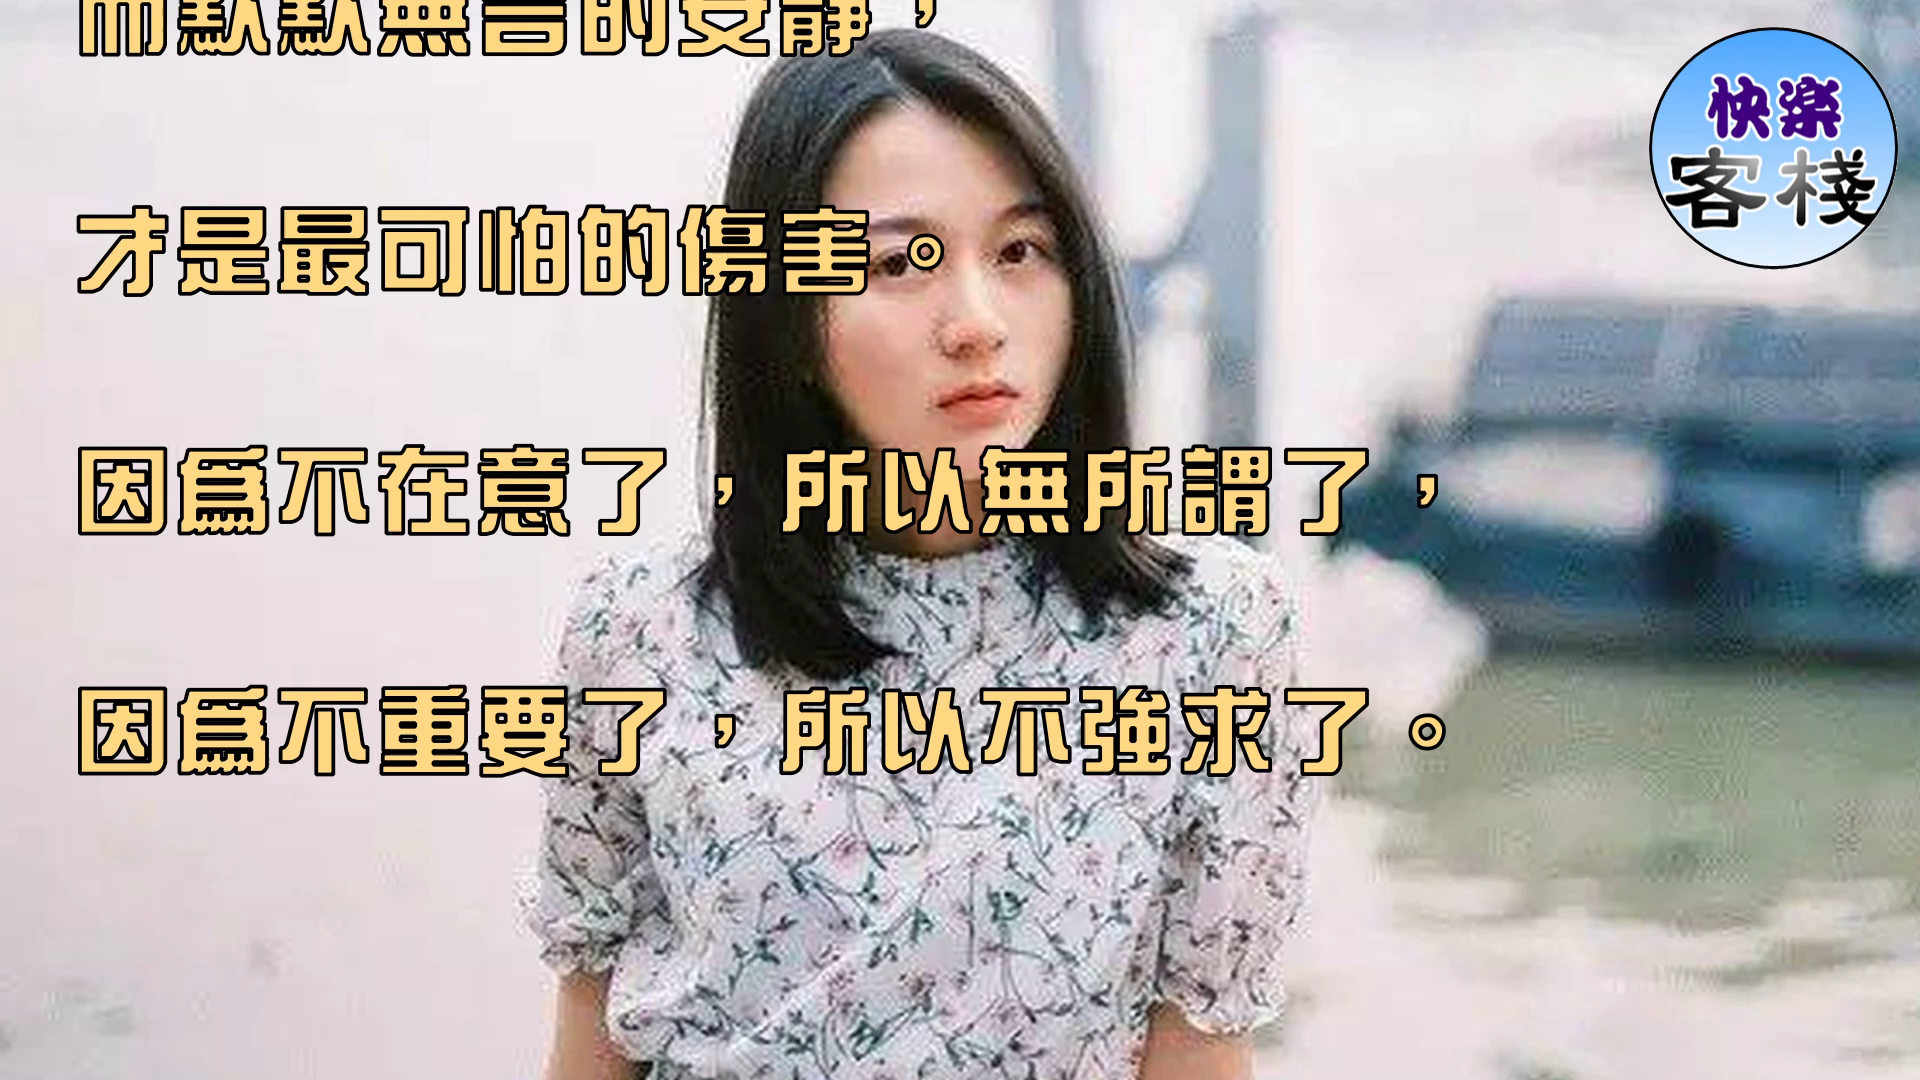 而默默無言的安靜，
才是最可怕的傷害。
因為不在意了，所以無所謂了，
因為不重要了，所以不強求了。
快樂
客棧